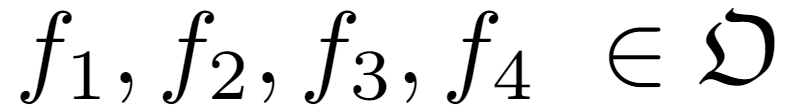 f₁, f₂, f₃, f₄ ∈ 𝔒